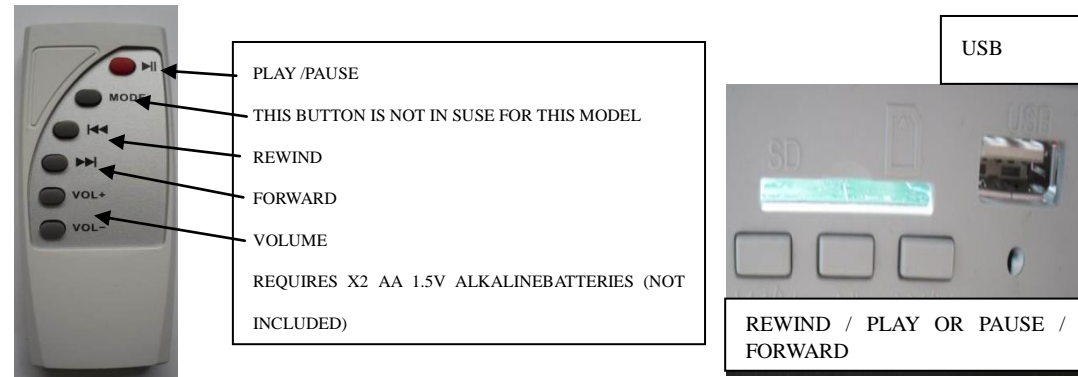 MODE
VOL+
VOL-
PLAY /PAUSE
THIS BUTTON IS NOT IN SUSE FOR THIS MODEL
REWIND
FORWARD
VOLUME
REQUIRES X2 AA 1.5V ALKALINEBATTERIES (NOT
INCLUDED)
USB
SD
USB
REWIND / PLAY OR PAUSE /
FORWARD